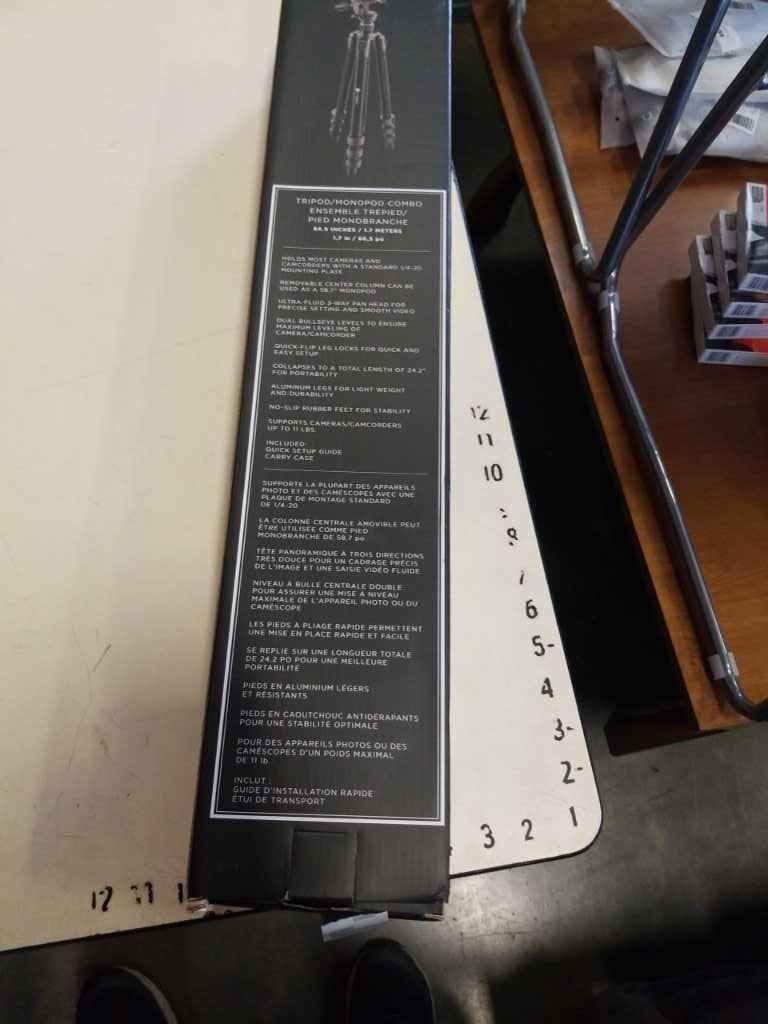 TRIPOD/MONOPOD COMBO
ENSEMBLE TRÉPIED/
PIED MONOBRANCHE
66.5 INCHES / 1.7 METERS
1,7 m / 66,5 po
HOLDS MOST CAMERAS AND
CAMCORDERS WITH A STANDARD 1/4-20
MOUNTING PLATE
REMOVABLE CENTER COLUMN CAN BE
USED AS A 58.7" MONOPOD
ULTRA-FLUID 3-WAY PAN HEAD FOR
PRECISE SETTING AND SMOOTH VIDEO
DUAL BULLSEYE LEVELS TO ENSURE
MAXIMUM LEVELING OF
CAMERA/CAMCORDER
QUICK-FLIP LEG LOCKS FOR QUICK AND
EASY SETUP
COLLAPSES TO A TOTAL LENGTH OF 24.2"
FOR PORTABILITY
ALUMINUM LEGS FOR LIGHT WEIGHT
AND DURABILITY
NO-SLIP RUBBER FEET FOR STABILITY
SUPPORTS CAMERAS/CAMCORDERS
UP TO 11 LBS.
INCLUDED:
QUICK SETUP GUIDE
CARRY CASE
SUPPORTE LA PLUPART DES APPAREILS
PHOTO ET DES CAMÉSCOPES AVEC UNE
PLAQUE DE MONTAGE STANDARD
DE 1/4-20
LA COLONNE CENTRALE AMOVIBLE PEUT
ÊTRE UTILISÉE COMME PIED
MONOBRANCHE DE 58,7 po
TÊTE PANORAMIQUE À TROIS DIRECTIONS
TRÈS DOUCE POUR UN CADRAGE PRÉCIS
DE L'IMAGE ET UNE SAISIE VIDÉO FLUIDE
NIVEAU À BULLE CENTRALE DOUBLE
POUR ASSURER UNE MISE À NIVEAU
MAXIMALE DE L'APPAREIL PHOTO OU DU
CAMÉSCOPE
LES PIEDS À PLIAGE RAPIDE PERMETTENT
UNE MISE EN PLACE RAPIDE ET FACILE
SE REPLIE SUR UNE LONGUEUR TOTALE
DE 24,2 PO POUR UNE MEILLEURE
PORTABILITÉ
PIEDS EN ALUMINIUM LÉGERS
ET RÉSISTANTS
PIEDS EN CAOUTCHOUC ANTIDÉRAPANTS
POUR UNE STABILITÉ OPTIMALE
POUR DES APPAREILS PHOTOS OU DES
CAMÉSCOPES D'UN POIDS MAXIMAL
DE 11 lb
INCLUT :
GUIDE D'INSTALLATION RAPIDE
ÉTUI DE TRANSPORT
12
11
10
8
7
6
5-
4
3-
2-
1
3 2
12 11 1